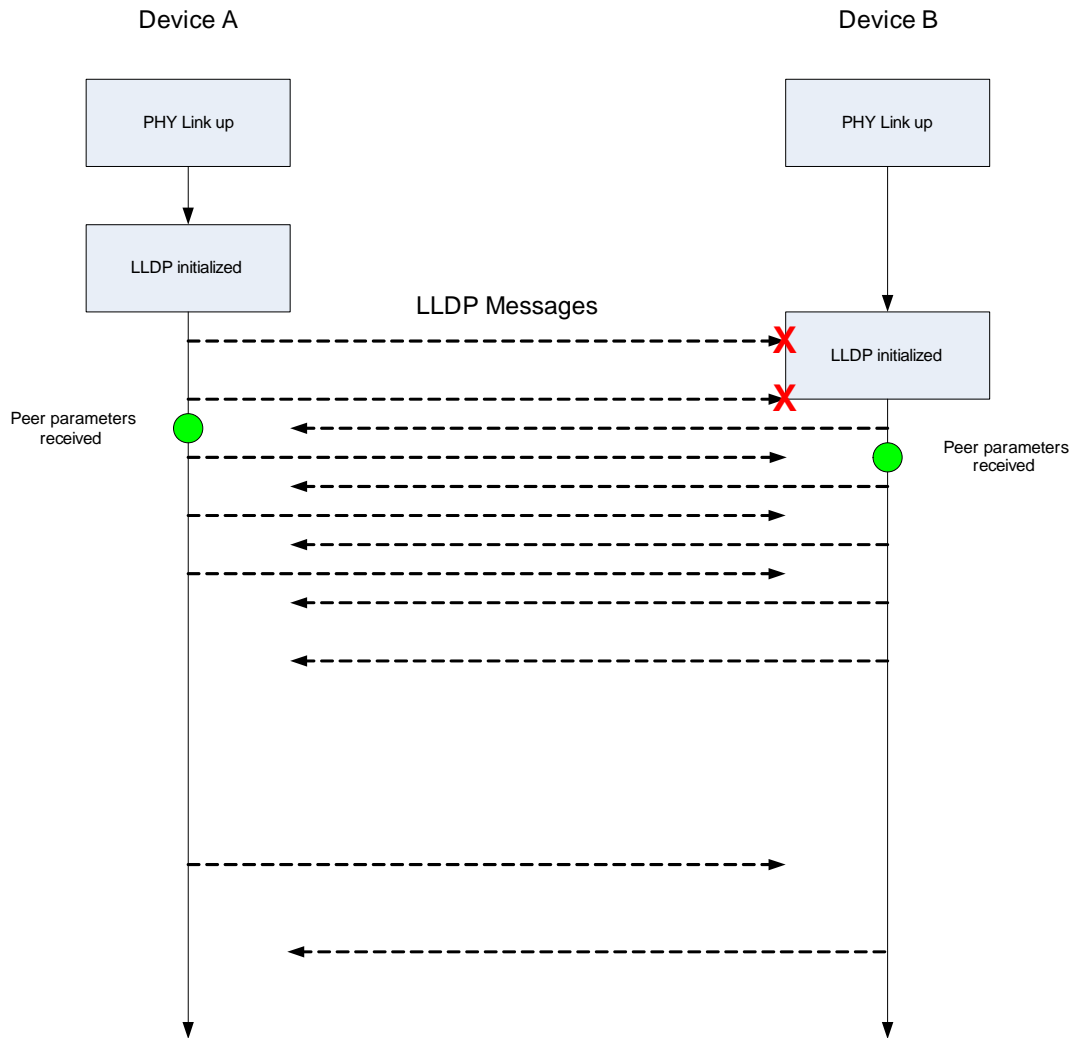 Device A
Device B
PHY Link up
PHY Link up
LLDP initialized
LLDP Messages
X
LLDP initialized
X
Peer parameters
received
Peer parameters
received